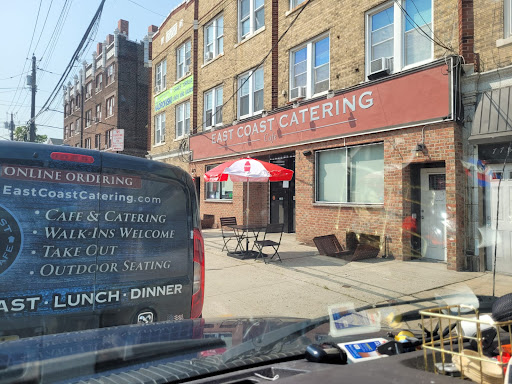 EAST COAST CATERING
ONLINE ORDERING
EastCoastCatering.com
• CAFE & CATERING
• WALK-INS WELCOME
• TAKE OUT
• OUTDOOR SEATING
AST • LUNCH • DINNER